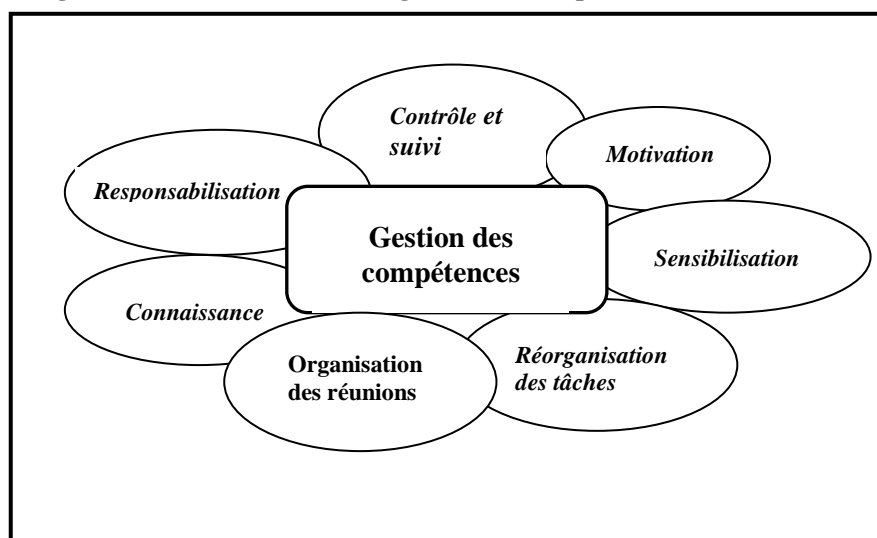 Contrôle et
suivi
Motivation
Responsabilisation
Gestion des
compétences
Sensibilisation
Connaissance
Organisation
des réunions
Réorganisation
des tâches